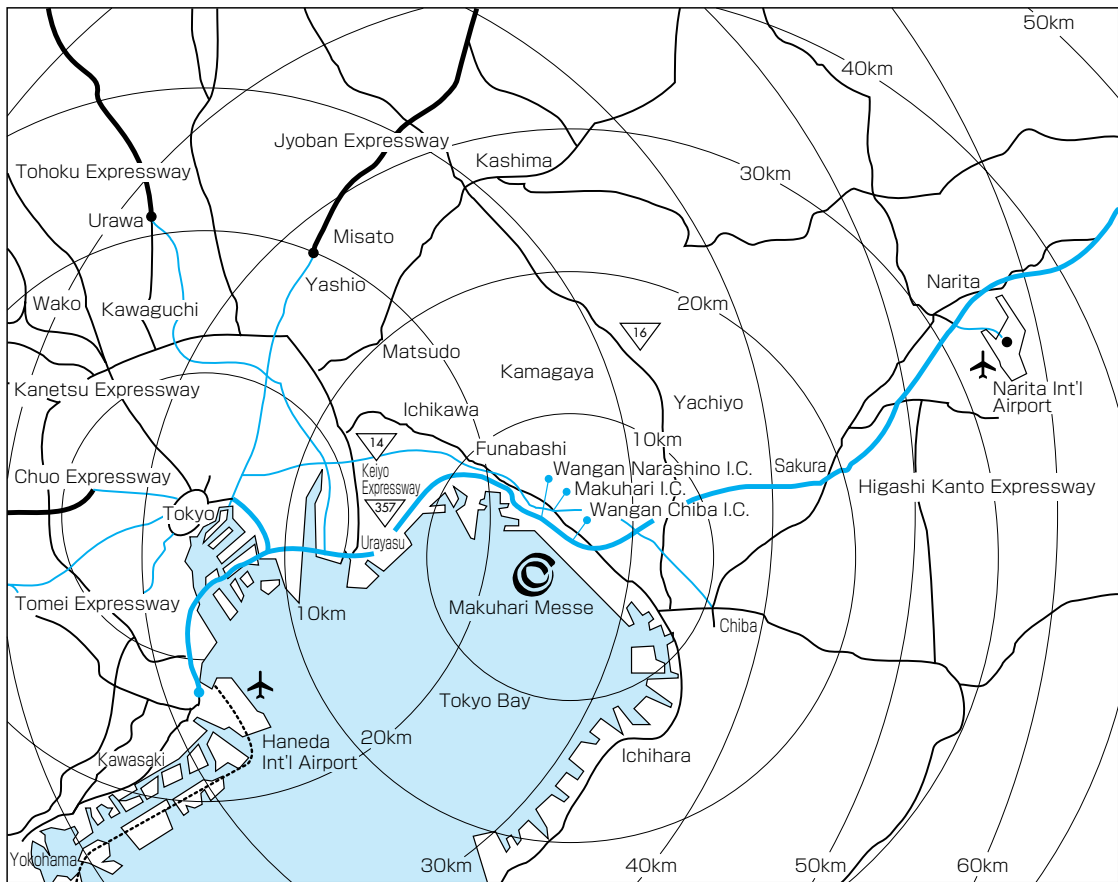 50km
40km
Jyoban Expressway
Kashima
Tohoku Expressway
30km
Urawa
Misato
Yashio
Narita
Wako
Kawaguchi
20km
16
Matsudo
Kamagaya
Kanetsu Expressway
Narita Int'l
Airport
Ichikawa
Yachiyo
10km
14
Funabashi
Keiyo
Expressway
Wangan Narashino I.C.
Sakura
Chuo Expressway
Makuhari I.C.
Higashi Kanto Expressway
357
Wangan Chiba I.C.
Tokyo
Urayasu
Tomei Expressway
10km
Makuhari Messe
Chiba
Tokyo Bay
20km
Haneda
Int'l Airport
Kawasaki
Ichihara
Yokohama
30km
40km
50km
60km